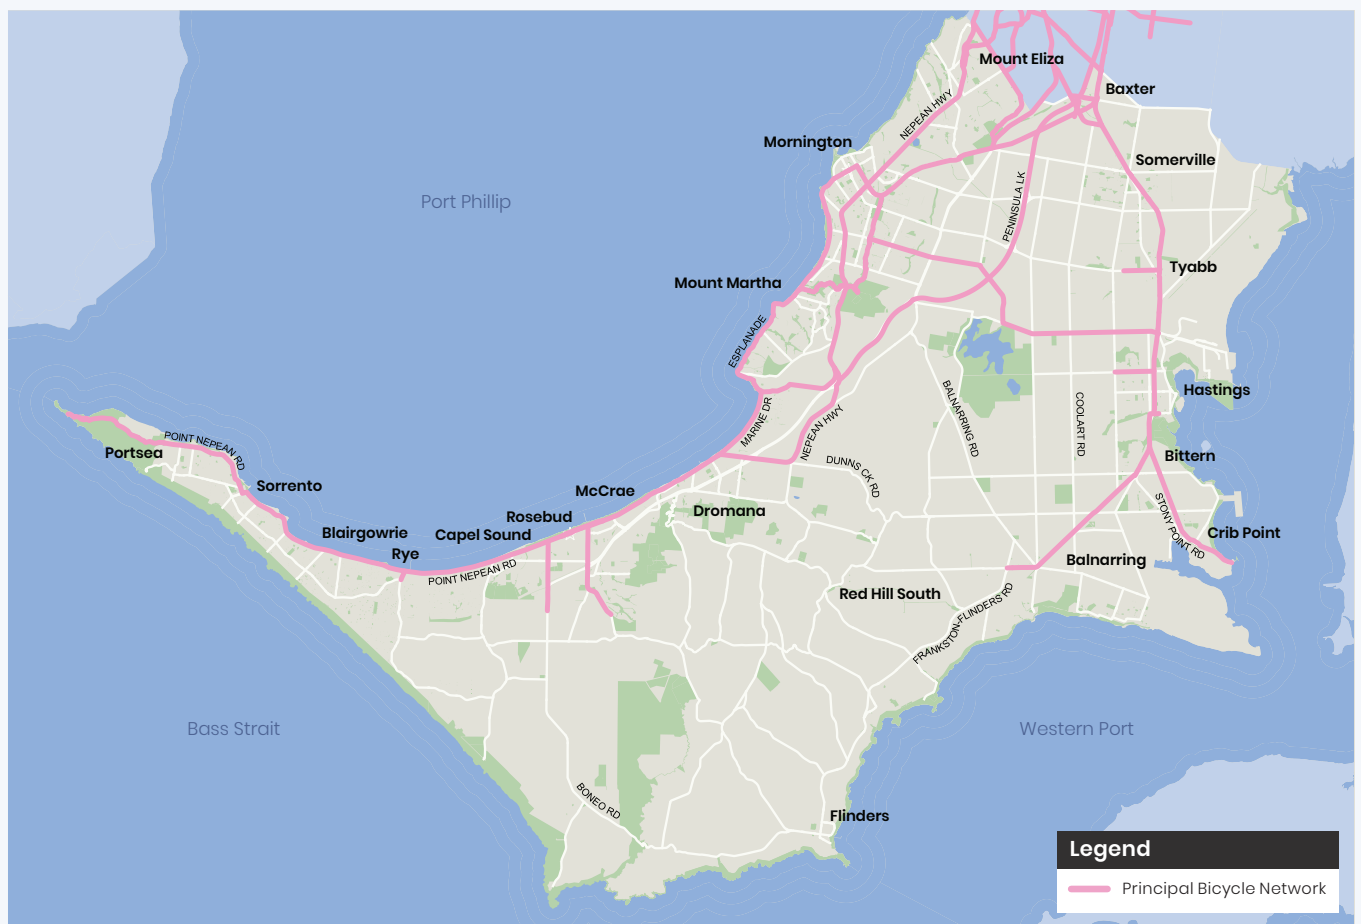 Mount Eliza
Baxter
NEPEAN HWY
Mornington
Somerville
Port Phillip
PENINSULA LK
Tyabb
Mount Martha
ESPLANADE
Hastings
BALNARRING RD
COOLART RD
MARINE DR
NEPEAN HWY
POINT NEPEAN RD
Portsea
Bittern
DUNNS CK RD
Sorrento
McCrae
Dromana
Rosebud
STONY POINT RD
Blairgowrie
Capel Sound
Crib Point
Rye
Balnarring
POINT NEPEAN RD
Red Hill South
FRANKSTON-FLINDERS RD
Bass Strait
Western Port
BONEO RD
Flinders
Legend
Principal Bicycle Network